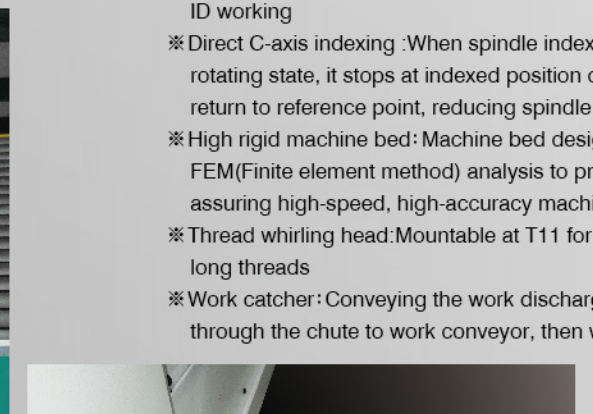 ID working
※Direct C-axis indexing :When spindle index
rotating state, it stops at indexed position
return to reference point, reducing spindle
※High rigid machine bed: Machine bed desi
FEM(Finite element method) analysis to pr
assuring high-speed, high-accuracy machi
※Thread whirling head:Mountable at T11 for
long threads
※Work catcher: Conveying the work discharg
through the chute to work conveyor, then